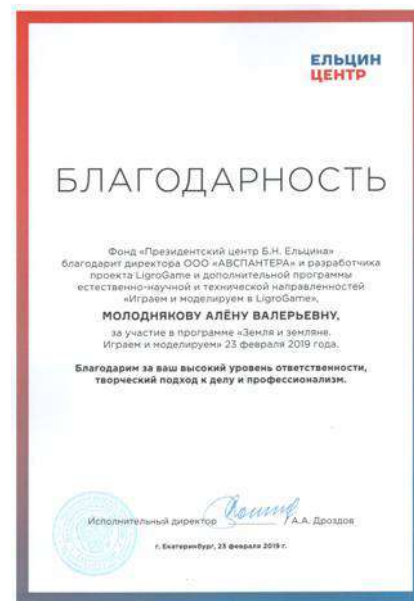 ЕЛЬЦИН
ЦЕНТР
БЛАГОДАРНОСТЬ
Фонд «Президентский центр Б.Н. Ельцина»
благодарит директора ООО «АВСПАНТЕРА» и разработчика
проекта LigroGame и дополнительной программы
естественно-научной и технической направленностей
«Играем и моделируем в LigroGame»,
МОЛОДНЯКОВУ АЛЁНУ ВАЛЕРЬЕВНУ,
за участие в программе «Земля и земляне.
Играем и моделируем» 23 февраля 2019 года.
Благодарим за ваш высокий уровень ответственности,
творческий подход к делу и профессионализм.
Исполнительный директор А.А. Дроздов
г. Екатеринбург, 23 февраля 2019 г.